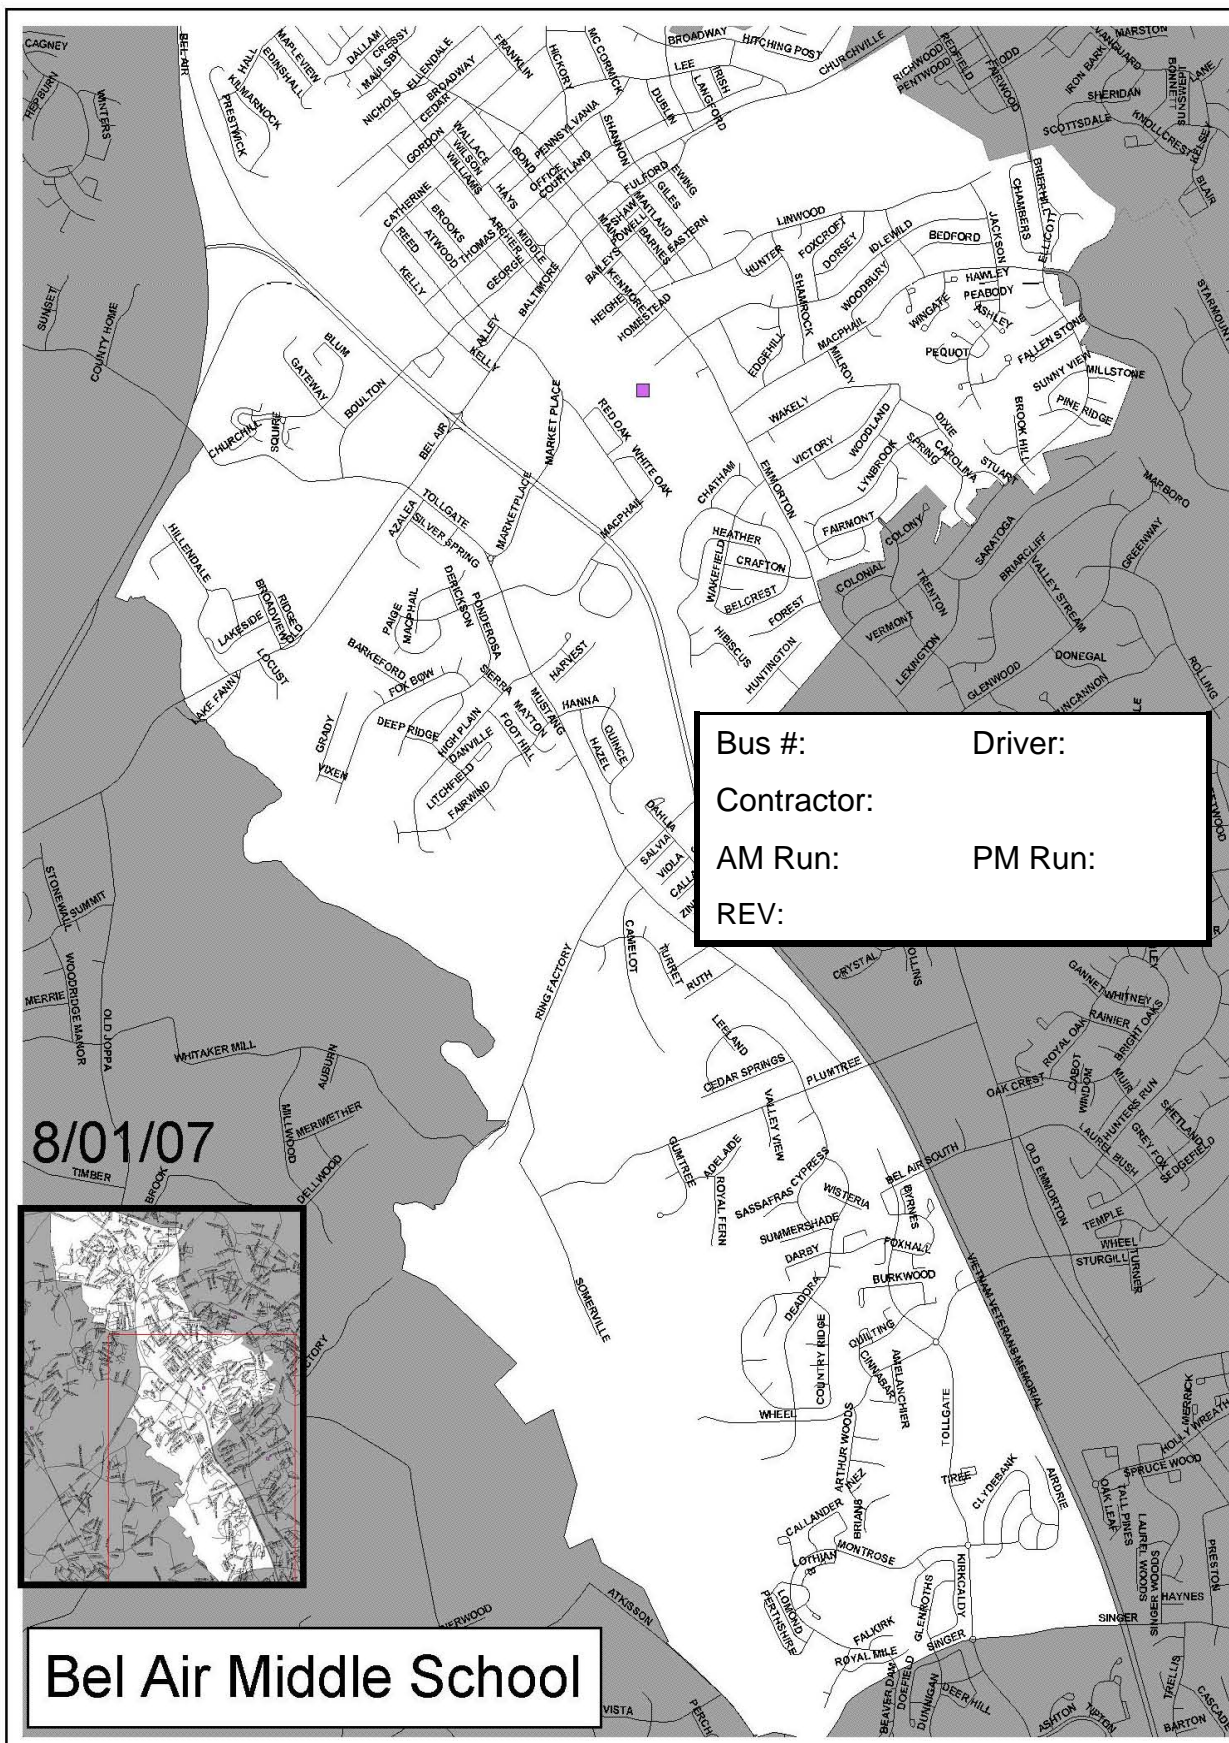 CAGNEY
HEPBURN
WINTERS
BEL AIR
HALL
MAPLEVIEW
EDINSHALL
KILMARNOCK
PRESTWICK
DALLAM
CRESSY
MAULSBY
ELLENDALE
NICHOLS
BROADWAY
CEDAR
FRANKLIN
GORDON
HICKORY
MC CORMICK
BROADWAY
HITCHING POST
LEE
IRISH
LANGFORD
DUBLIN
CHURCHVILLE
RICHWOOD
PENTWOOD
REDFIELD
FAIRWOOD
IRON BARK
VANGUARD
MARSTON
LANE
SUNSWEPT
BONNETT
SHERIDAN
SCOTTSDALE
KNOLLCREST
KELSEY
BLAIR
WALLACE
WILSON
WILLIAMS
BOND
PENNSYLVANIA
SHANNON
OFFICE
COURTLAND
HAYS
FULFORD
EWING
GILES
MAITLAND
SHAW
MAIN
POWELL
BARNES
EASTERN
BAILEYS
KENMORE
HEIGHE
HOMESTEAD
CATHERINE
REED
BROOKS
ATWOOD
THOMAS
ARCHER
MIDDLE
GEORGE
BALTIMORE
KELLY
ALLEY
KELLY
LINWOOD
HUNTER
FOXCROFT
DORSEY
IDLEWILD
WOODBURY
SHAMROCK
BEDFORD
JACKSON
CHAMBERS
BRIERHILL
ELLICOTT
HAWLEY
PEABODY
WINGATE
ASHLEY
MACPHAIL
MILROY
EDGEHILL
PEQUOT
FALLEN STONE
SUNNY VIEW
MILLSTONE
PINE RIDGE
BROOK HILL
STARMOUNT
SUNSET
COUNTY HOME
BLUM
GATEWAY
BOULTON
CHURCHILL
SQUIRE
BEL AIR
MARKET PLACE
RED OAK
WHITE OAK
MACPHAIL
WAKELY
VICTORY
WOODLAND
LYNBROOK
SPRING
DIXIE
CAROLINA
STUART
EMMORTON
CHATHAM
FAIRMONT
COLONY
SARATOGA
MARBORO
GREENWAY
BRIARCLIFF
VALLEY STREAM
COLONIAL
TRENTON
VERMONT
LEXINGTON
GLENWOOD
DONEGAL
DUNCANNON
ROLLING
AZALEA
TOLLGATE
SILVER SPRING
MARKETPLACE
HEATHER
CRAFTON
WAKEFIELD
BELCREST
FOREST
HIBISCUS
HUNTINGTON
HILLENDALE
RIDGE
BROADVIEW
OLD
LAKESIDE
LOCUST
LAKE FANNY
DERICKSON
PAIGE
MACPHAIL
PONDEROSA
BARKEFORD
FOX BOW
SIERRA
HARVEST
MUSTANG
HANNA
MAYTON
FOOT HILL
QUINCE
HAZEL
GRADY
VIXEN
DEEP RIDGE
HIGH PLAIN
DANVILLE
LITCHFIELD
FAIRWIND
Bus #: Driver:
Contractor:
AM Run: PM Run:
REV:
DAHLIA
SALVIA
VIOLA
STONEWALL
SUMMIT
WOODRIDGE MANOR
MERRIE
OLD JOPPA
WHITAKER MILL
AUBURN
MERIWETHER
MILLWOOD
DELLWOOD
RING FACTORY
CAMELOT
TURRET
RUTH
CRYSTAL
GANNET
WHITNEY
RAINIER
ROYAL OAK
BRIGHT OAKS
CABOT
WINDOM
OAK CREST
MUIR
HUNTERS RUN
SHETLAND
GREY FOX
LAUREL BUSH
SEDGEFIELD
LEELAND
CEDAR SPRINGS
PLUMTREE
VALLEY VIEW
GUMTREE
ADELAIDE
ROYAL FERN
CYPRESS
SASSAFRAS
WISTERIA
SUMMERSHADE
DARBY
BEL AIR SOUTH
BYRNES
FOXHALL
BURKWOOD
OLD EMMORTON
TEMPLE
WHEEL
STURGILL
TURNER
8/01/07
TIMBER
BROOK
SOMERVILLE
DEADORA
COUNTRY RIDGE
QUILTING
CINNABAR
AMELANCHIER
VIETNAM VETERANS MEMORIAL
WHEEL
ARTHUR WOODS
TOLLGATE
INEZ
TIREE
CLYDEBANK
AIRDRIE
CALLANDER
BRIANS
LOTHIAN
MONTROSE
KIRKCALDY
GLENROTHS
LOMOND
PERTHSHIRE
FALKIRK
ROYAL MILE
SINGER
SINGER
MERRICK
HOLLY WREATH
SPRUCE WOOD
OAK LEAF
TALL PINES
LAUREL WOODS
SINGER WOODS
HAYNES
PRESTON
BEAVER DAM
DOEFIELD
DUNNIGAN
DEER HILL
ASHTON
TIPTON
TRELLIS
BARTON
ATKISSON
VISTA
PERCH
Bel Air Middle School